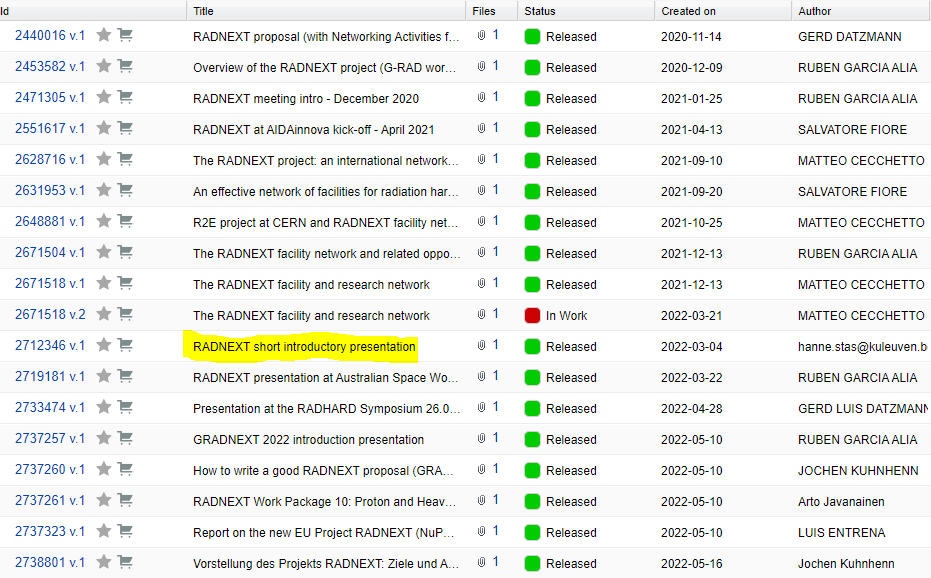 Id Title Files Status Created on Author
2440016 v.1 RADNEXT proposal (with Networking Activities f... 1 Released 2020-11-14 GERD DATZMANN
2453582 v.1 Overview of the RADNEXT project (G-RAD wor... 1 Released 2020-12-09 RUBEN GARCIA ALIA
2471305 v.1 RADNEXT meeting intro - December 2020 1 Released 2021-01-25 RUBEN GARCIA ALIA
2551617 v.1 RADNEXT at AIDAinnova kick-off - April 2021 1 Released 2021-04-13 SALVATORE FIORE
2628716 v.1 The RADNEXT project: an international network... 1 Released 2021-09-10 MATTEO CECCHETTO
2631953 v.1 An effective network of facilities for radiation har... 1 Released 2021-09-20 SALVATORE FIORE
2648881 v.1 R2E project at CERN and RADNEXT facility net... 1 Released 2021-10-25 MATTEO CECCHETTO
2671504 v.1 The RADNEXT facility network and related oppo... 1 Released 2021-12-13 RUBEN GARCIA ALIA
2671518 v.1 The RADNEXT facility and research network 1 Released 2021-12-13 MATTEO CECCHETTO
2671518 v.2 The RADNEXT facility and research network 1 In Work 2022-03-21 MATTEO CECCHETTO
2712346 v.1 RADNEXT short introductory presentation 1 Released 2022-03-04 hanne.stas@kuleuven.b
2719181 v.1 RADNEXT presentation at Australian Space Wo... 1 Released 2022-03-22 RUBEN GARCIA ALIA
2733474 v.1 Presentation at the RADHARD Symposium 26.0... 1 Released 2022-04-28 GERD LUIS DATZMANN
2737257 v.1 GRADNEXT 2022 introduction presentation 1 Released 2022-05-10 RUBEN GARCIA ALIA
2737260 v.1 How to write a good RADNEXT proposal (GRA... 1 Released 2022-05-10 JOCHEN KUHNHENN
2737261 v.1 RADNEXT Work Package 10: Proton and Heav... 1 Released 2022-05-10 Arto Javanainen
2737323 v.1 Report on the new EU Project RADNEXT (NuP... 1 Released 2022-05-10 LUIS ENTRENA
2738801 v.1 Vorstellung des Projekts RADNEXT: Ziele und A... 1 Released 2022-05-16 Jochen Kuhnhenn